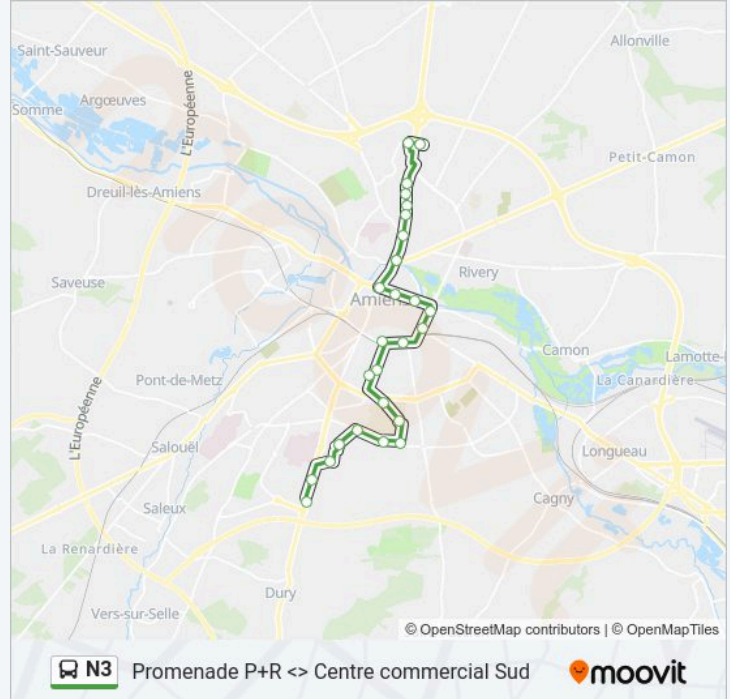 Saint-Sauveur
Allonville
L'Européenne
Argœuves
Somme
Petit-Camon
Dreuil-lès-Amiens
Rivery
Saveuse
Amiens
Camon
Lamotte-
Pont-de-Metz
La Canardière
L'Européenne
Salouël
Longueau
Cagny
Saleux
La Renardière
Dury
Vers-sur-Selle
© OpenStreetMap contributors | © OpenMapTiles
N3 Promenade P+R <> Centre commercial Sud moovit